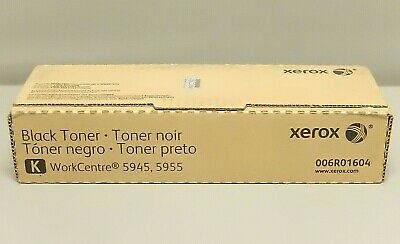 xerox
Black Toner • Toner noir
Tóner negro • Toner preto
K WorkCentre® 5945, 5955
xerox
006R01604
www.xerox.com